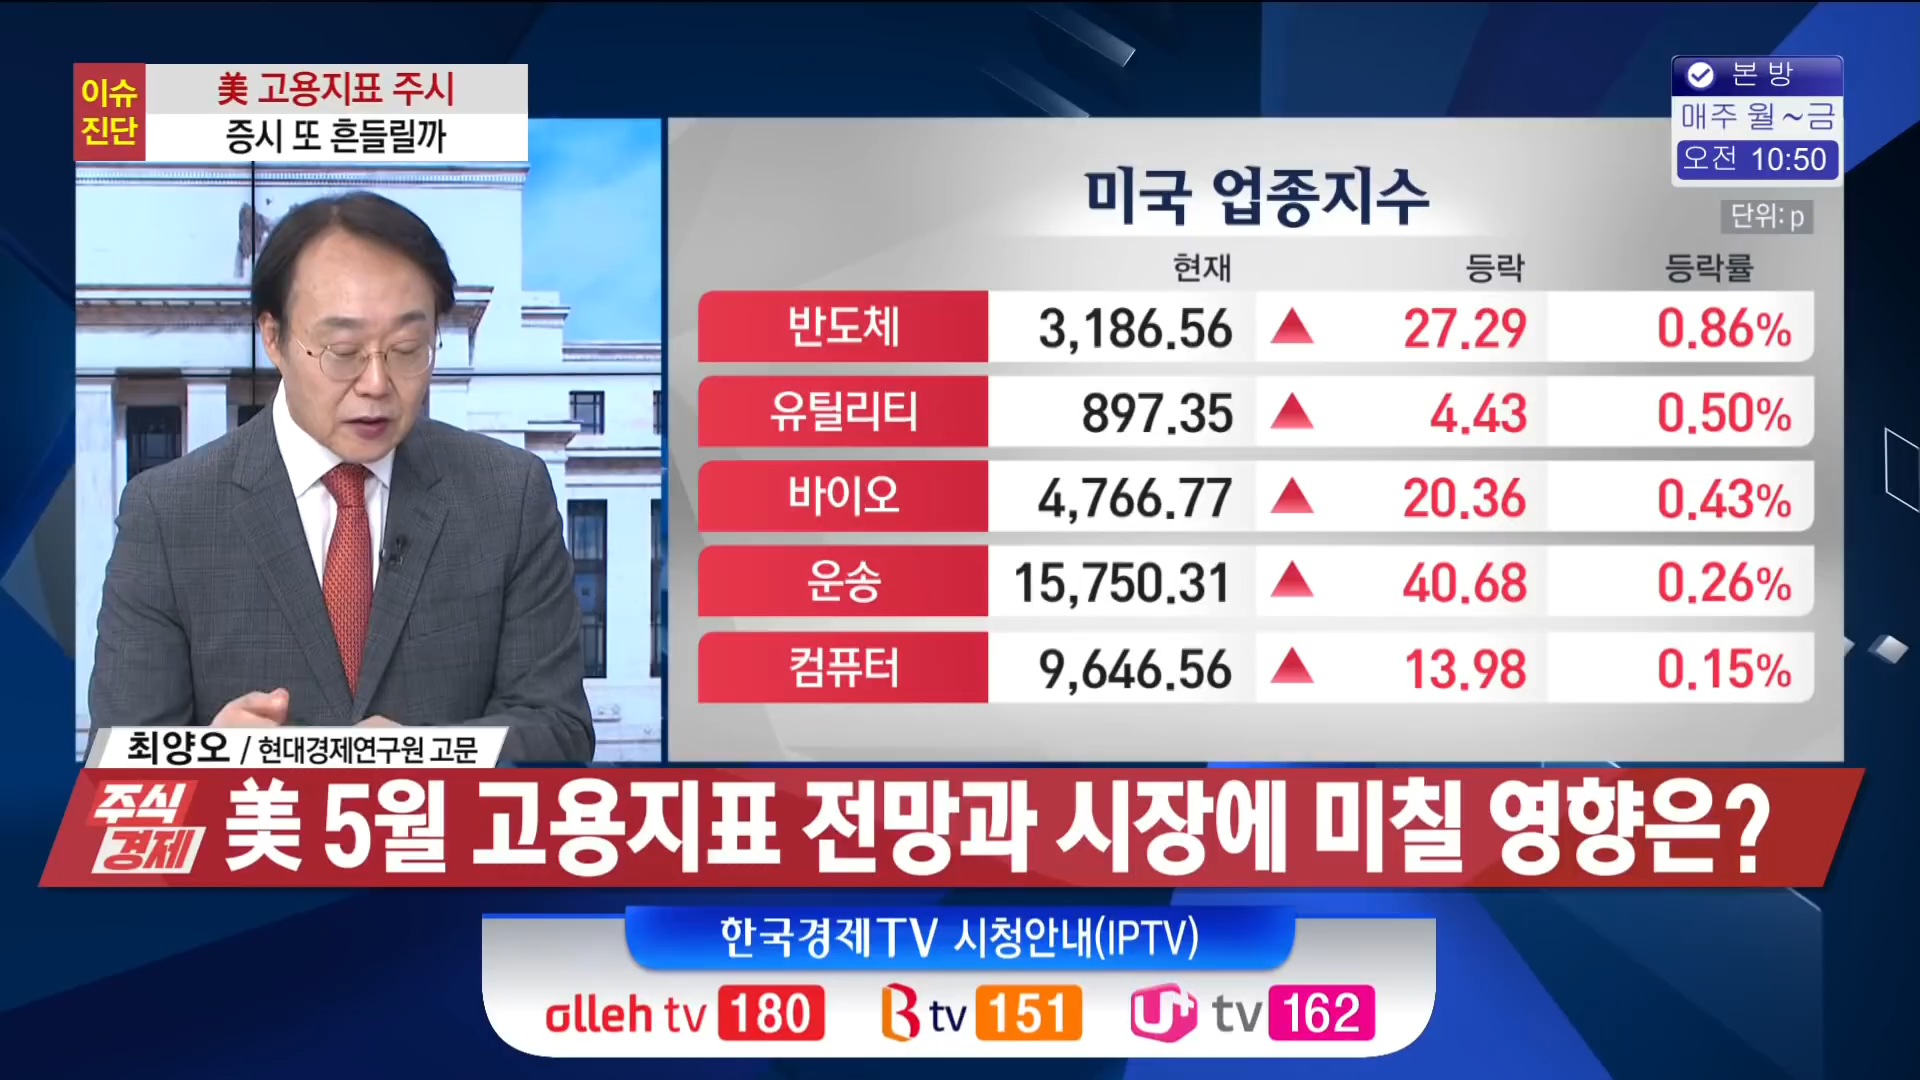 이슈
진단
美 고용지표 주시
증시 또 흔들릴까
본 방
매주 월~금
오전 10:50
미국 업종지수
단위:p
현재 등락 등락률
반도체 3,186.56 ▲ 27.29 0.86%
유틸리티 897.35 ▲ 4.43 0.50%
바이오 4,766.77 ▲ 20.36 0.43%
운송 15,750.31 ▲ 40.68 0.26%
컴퓨터 9,646.56 ▲ 13.98 0.15%
최양오 / 현대경제연구원 고문
주식
경제
美 5월 고용지표 전망과 시장에 미칠 영향은?
한국경제TV 시청안내(IPTV)
olleh tv 180 B tv 151 U+ tv 162